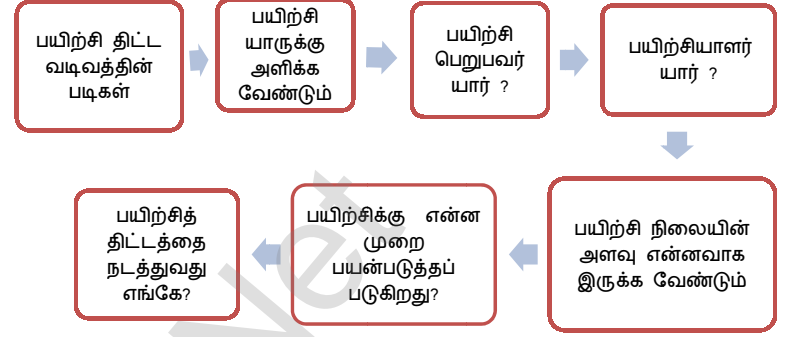 பயிற்சி திட்ட
வடிவத்தின்
படிகள்
பயிற்சி
யாருக்கு
அளிக்க
வேண்டும்
பயிற்சி
பெறுபவர்
யார் ?
பயிற்சியாளர்
யார் ?
பயிற்சி நிலையின்
அளவு என்னவாக
இருக்க வேண்டும்
பயிற்சிக்கு என்ன
முறை
பயன்படுத்தப்
படுகிறது?
பயிற்சித்
திட்டத்தை
நடத்துவது
எங்கே?
Net